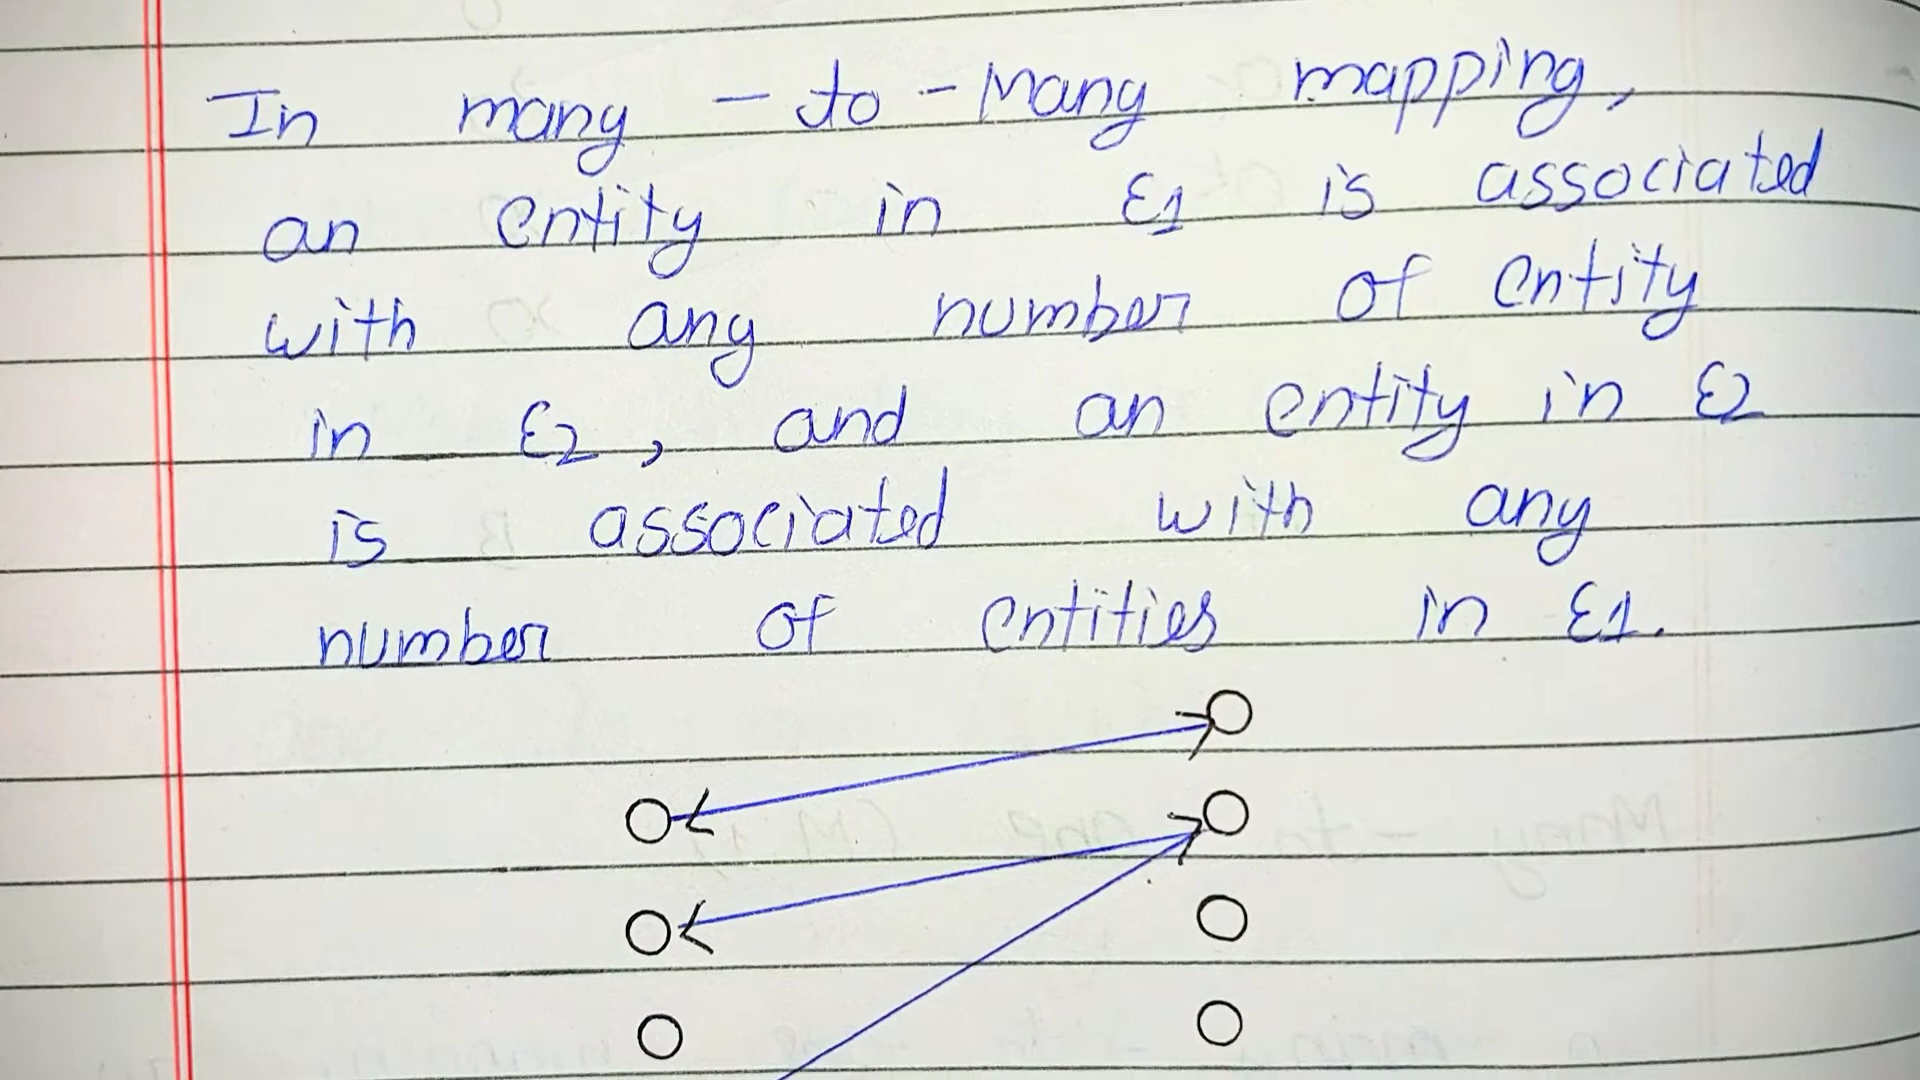 In many - to - Many mapping,
an entity in E1 is associated
with any number of entity
in E2, and an entity in E2
is associated with any
number of entities in E1.